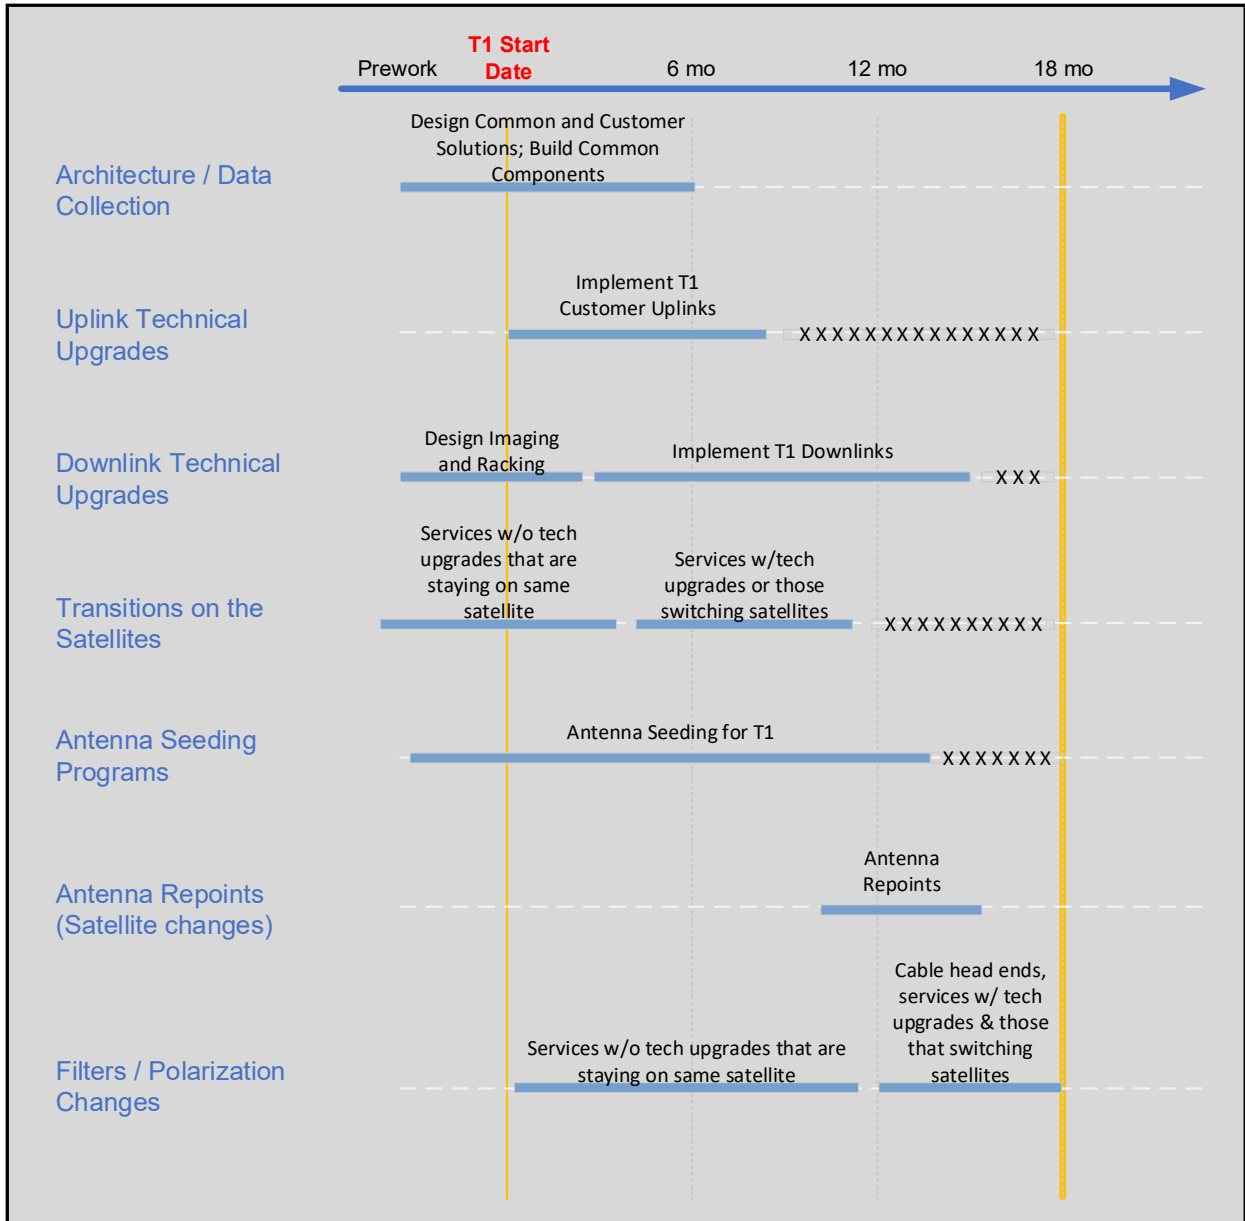 T1 Start
Date
Prework
6 mo
12 mo
18 mo
Architecture / Data
Collection
Design Common and Customer
Solutions; Build Common
Components
Uplink Technical
Upgrades
Implement T1
Customer Uplinks
X X X X X X X X X X X X X X X
Downlink Technical
Upgrades
Design Imaging
and Racking
Implement T1 Downlinks
X X X
Transitions on the
Satellites
Services w/o tech
upgrades that are
staying on same
satellite
Services w/tech
upgrades or those
switching satellites
X X X X X X X X X X
Antenna Seeding
Programs
Antenna Seeding for T1
X X X X X X X
Antenna Repoints
(Satellite changes)
Antenna
Repoints
Filters / Polarization
Changes
Services w/o tech upgrades that are
staying on same satellite
Cable head ends,
services w/ tech
upgrades & those
that switching
satellites